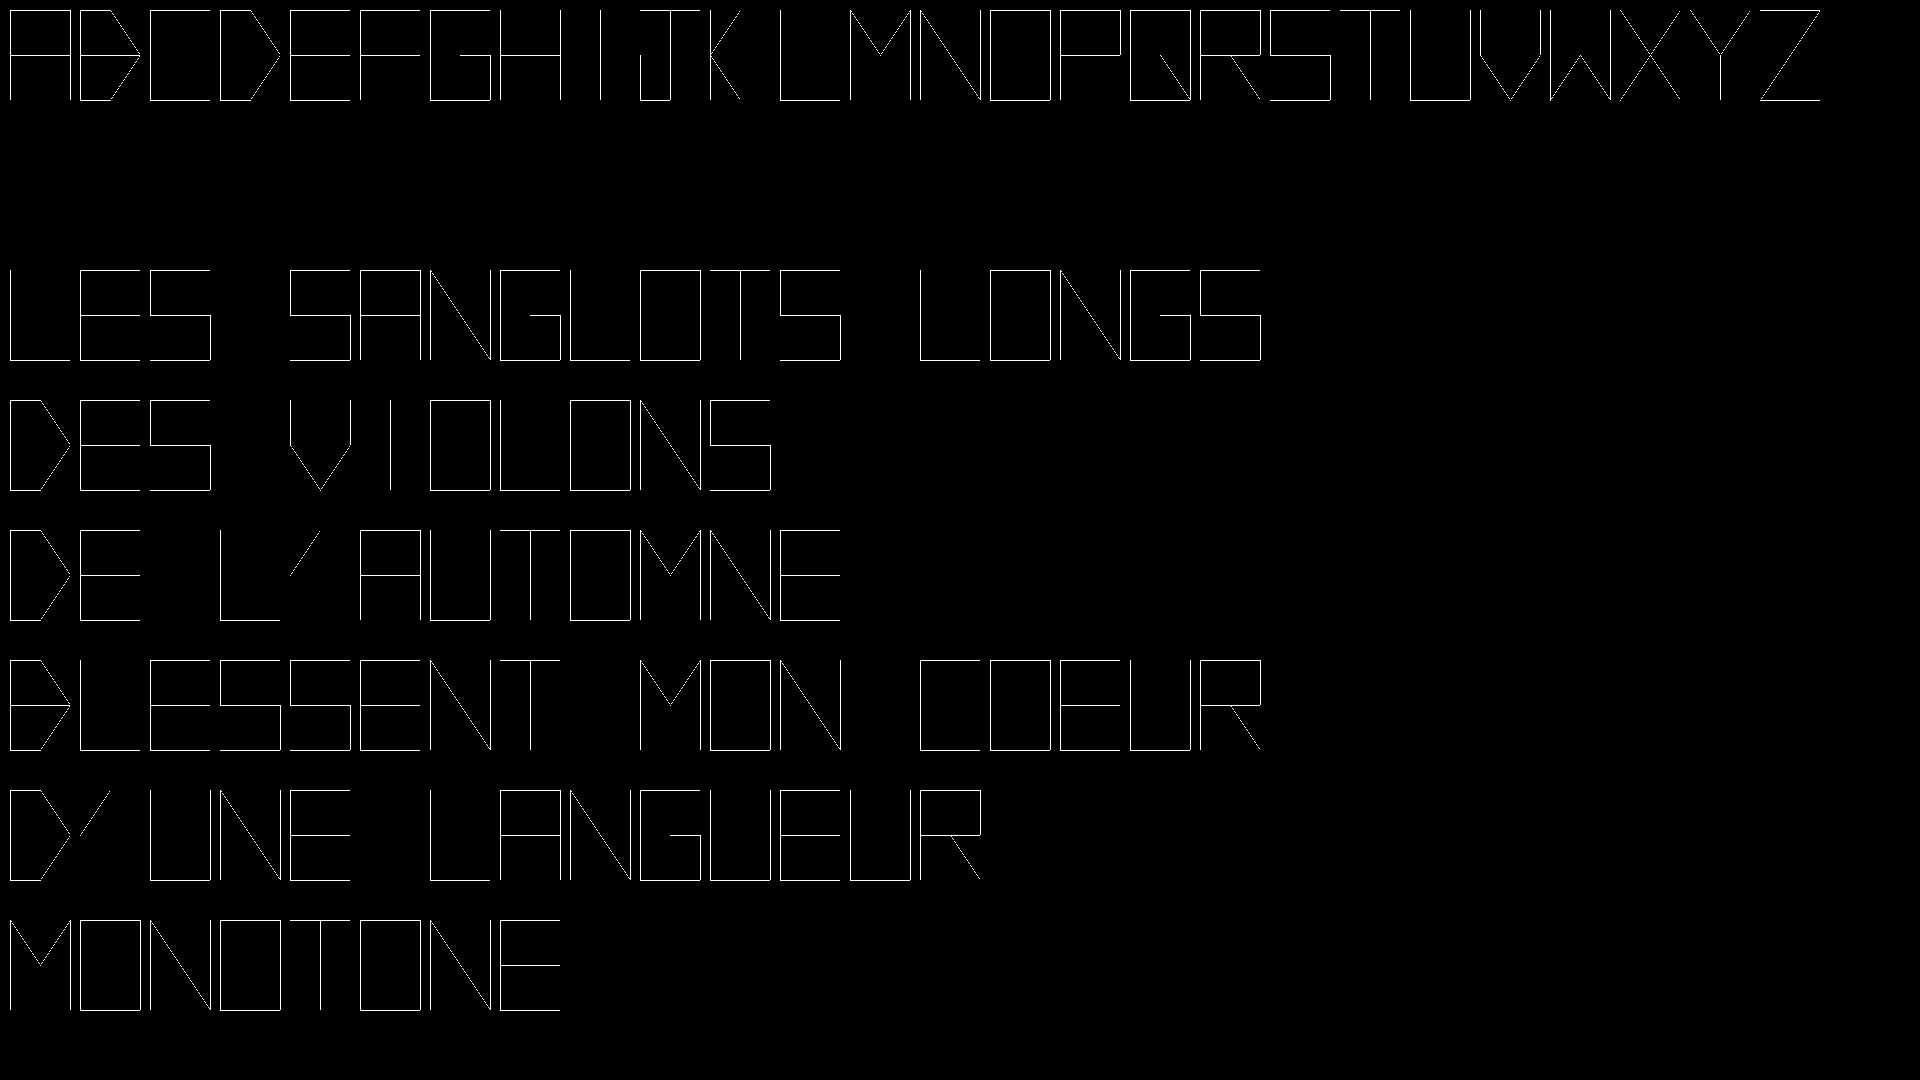 ABCDEFGHIJKLMNOPQRSTUVWXYZ
LES SANGLOTS LONGS
DES VIOLONS
DE L'AUTOMNE
BLESSENT MON COEUR
D'UNE LANGUEUR
MONOTONE